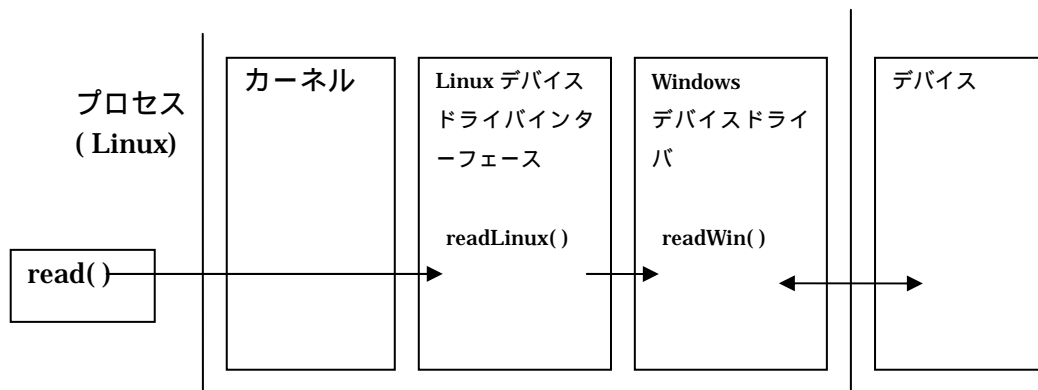 プロセス
( Linux)
read( )
カーネル
Linux デバイス
ドライバインタ
ーフェース
readLinux( )
Windows
デバイスドライ
バ
readWin( )
デバイス